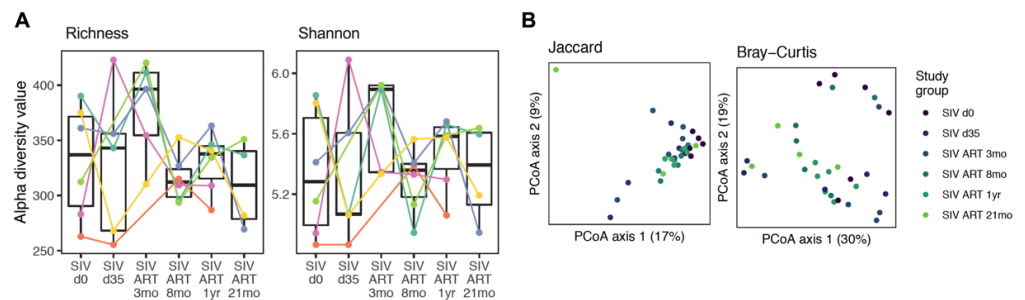 A
B
Richness
Shannon
Jaccard
Bray–Curtis
Study
group
Alpha diversity value
400
350
300
250
6.0
5.6
5.2
PCoA axis 2 (9%)
PCoA axis 2 (19%)
SIV d0
SIV d35
SIV ART 3mo
SIV ART 8mo
SIV ART 1yr
SIV ART 21mo
PCoA axis 1 (17%)
PCoA axis 1 (30%)
SIV SIV SIV SIV SIV SIV
d0 d35 ART ART ART ART
3mo 8mo 1yr 21mo
SIV SIV SIV SIV SIV SIV
d0 d35 ART ART ART ART
3mo 8mo 1yr 21mo